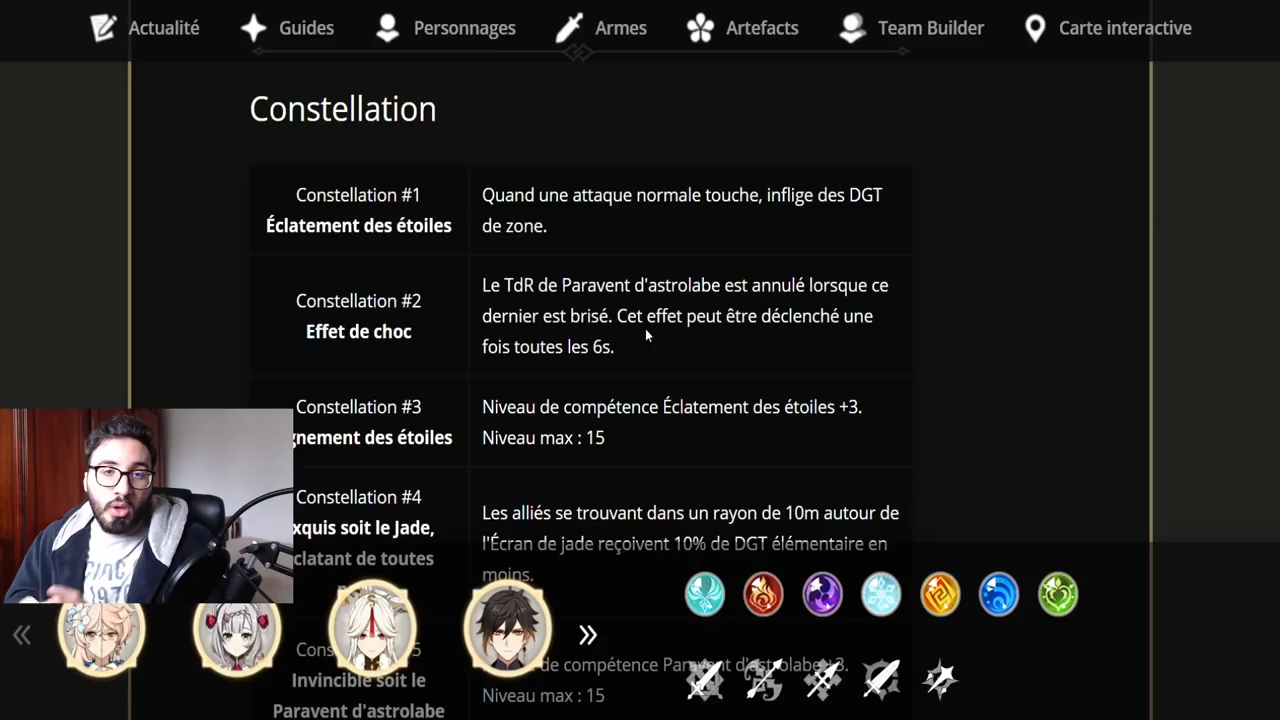 Actualité
Guides
Personnages
Armes
Artefacts
Team Builder
Carte interactive
Constellation
Constellation #1
Éclatement des étoiles
Quand une attaque normale touche, inflige des DGT
de zone.
Constellation #2
Effet de choc
Le TdR de Paravent d'astrolabe est annulé lorsque ce
dernier est brisé. Cet effet peut être déclenché une
fois toutes les 6s.
Constellation #3
gnement des étoiles
Niveau de compétence Éclatement des étoiles +3.
Niveau max : 15
Constellation #4
xquis soit le Jade,
clatant de toutes
Les alliés se trouvant dans un rayon de 10m autour de
l'Écran de jade reçoivent 10% de DGT élémentaire en
moins.
Cons 5
Invincible soit le
Paravent d'astrolabe
de compétence Paravent d'astrolabe +3.
Niveau max : 15